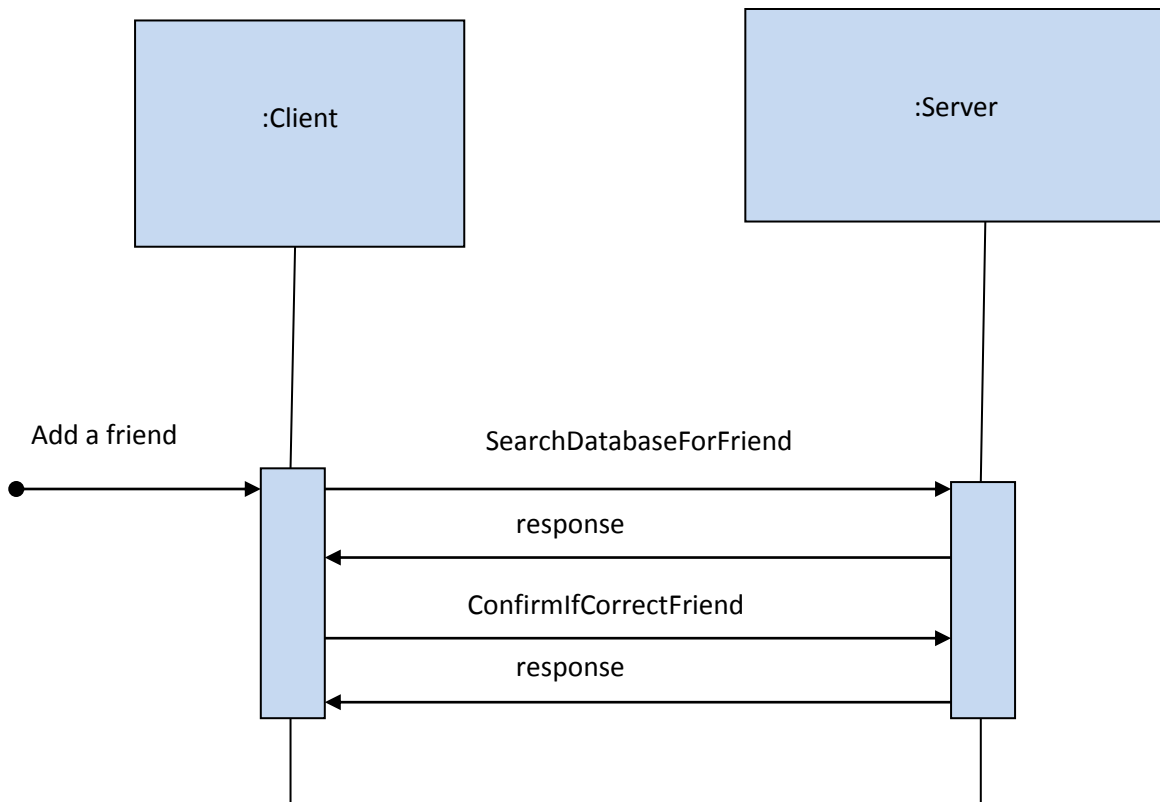 :Client
:Server
Add a friend
SearchDatabaseForFriend
response
ConfirmIfCorrectFriend
response